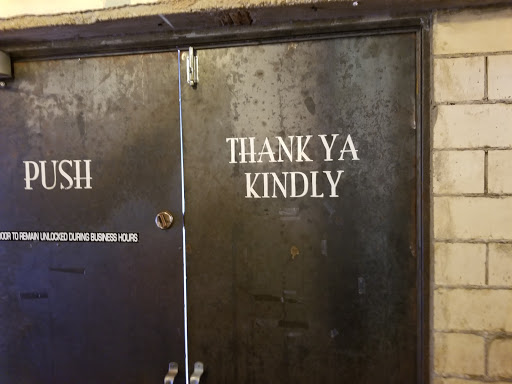 PUSH
THANK YA
KINDLY
DOOR TO REMAIN UNLOCKED DURING BUSINESS HOURS